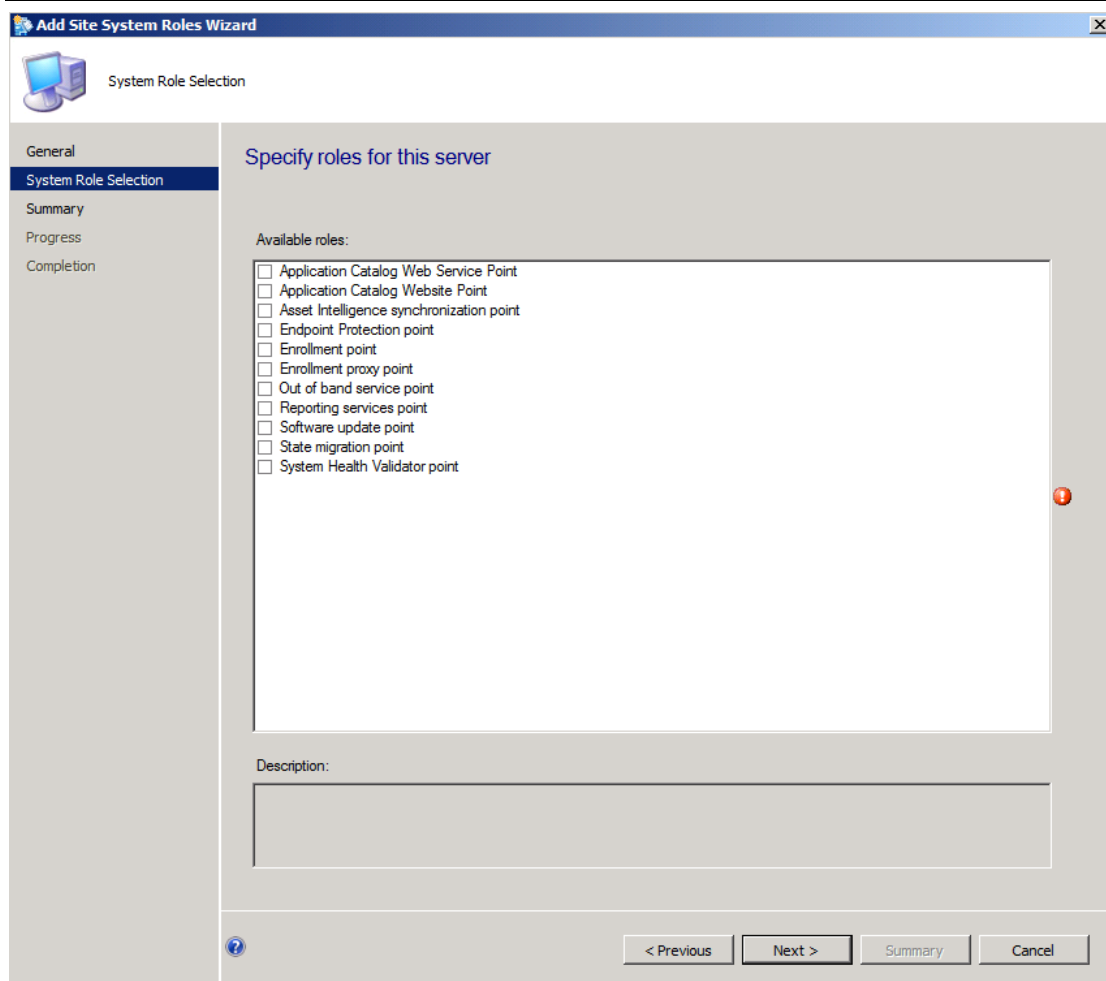 Add Site System Roles Wizard
System Role Selection
General
System Role Selection
Summary
Progress
Completion
Specify roles for this server
Available roles:
Application Catalog Web Service Point
Application Catalog Website Point
Asset Intelligence synchronization point
Endpoint Protection point
Enrollment point
Enrollment proxy point
Out of band service point
Reporting services point
Software update point
State migration point
System Health Validator point
Description:
< Previous
Next >
Summary
Cancel